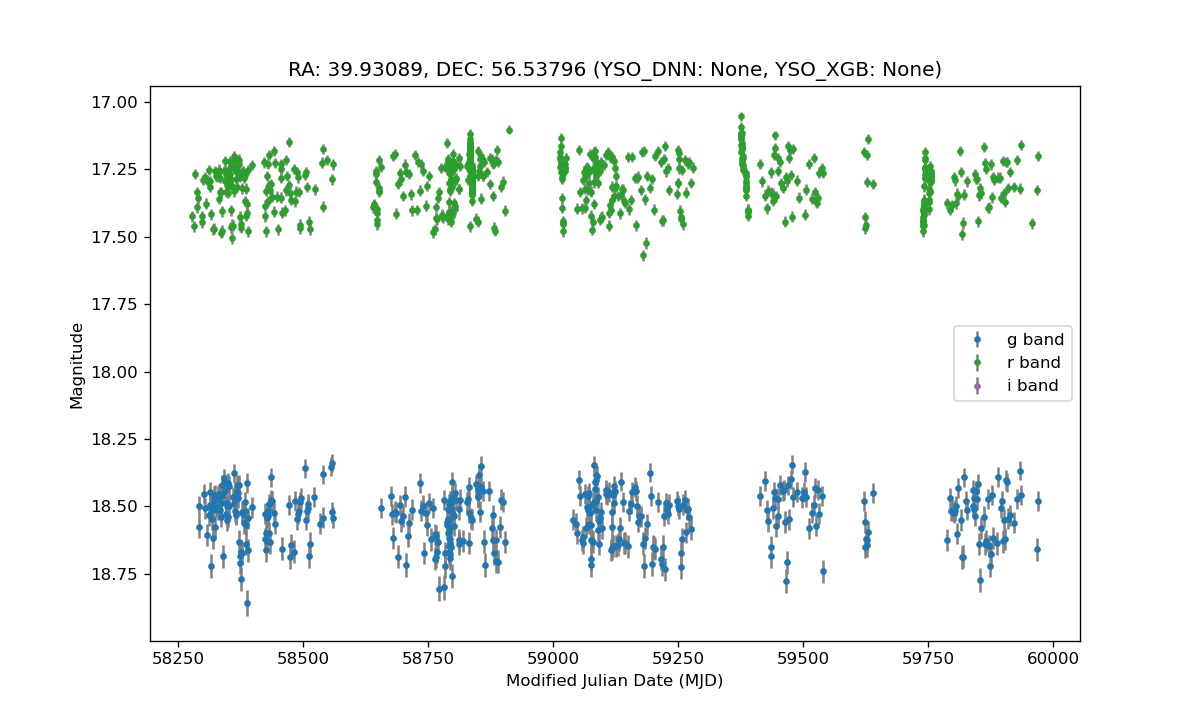 RA: 39.93089, DEC: 56.53796 (YSO_DNN: None, YSO_XGB: None)
17.00
17.25
17.50
17.75
18.00
18.25
18.50
18.75
Magnitude
g band
r band
i band
58250 58500 58750 59000 59250 59500 59750 60000
Modified Julian Date (MJD)